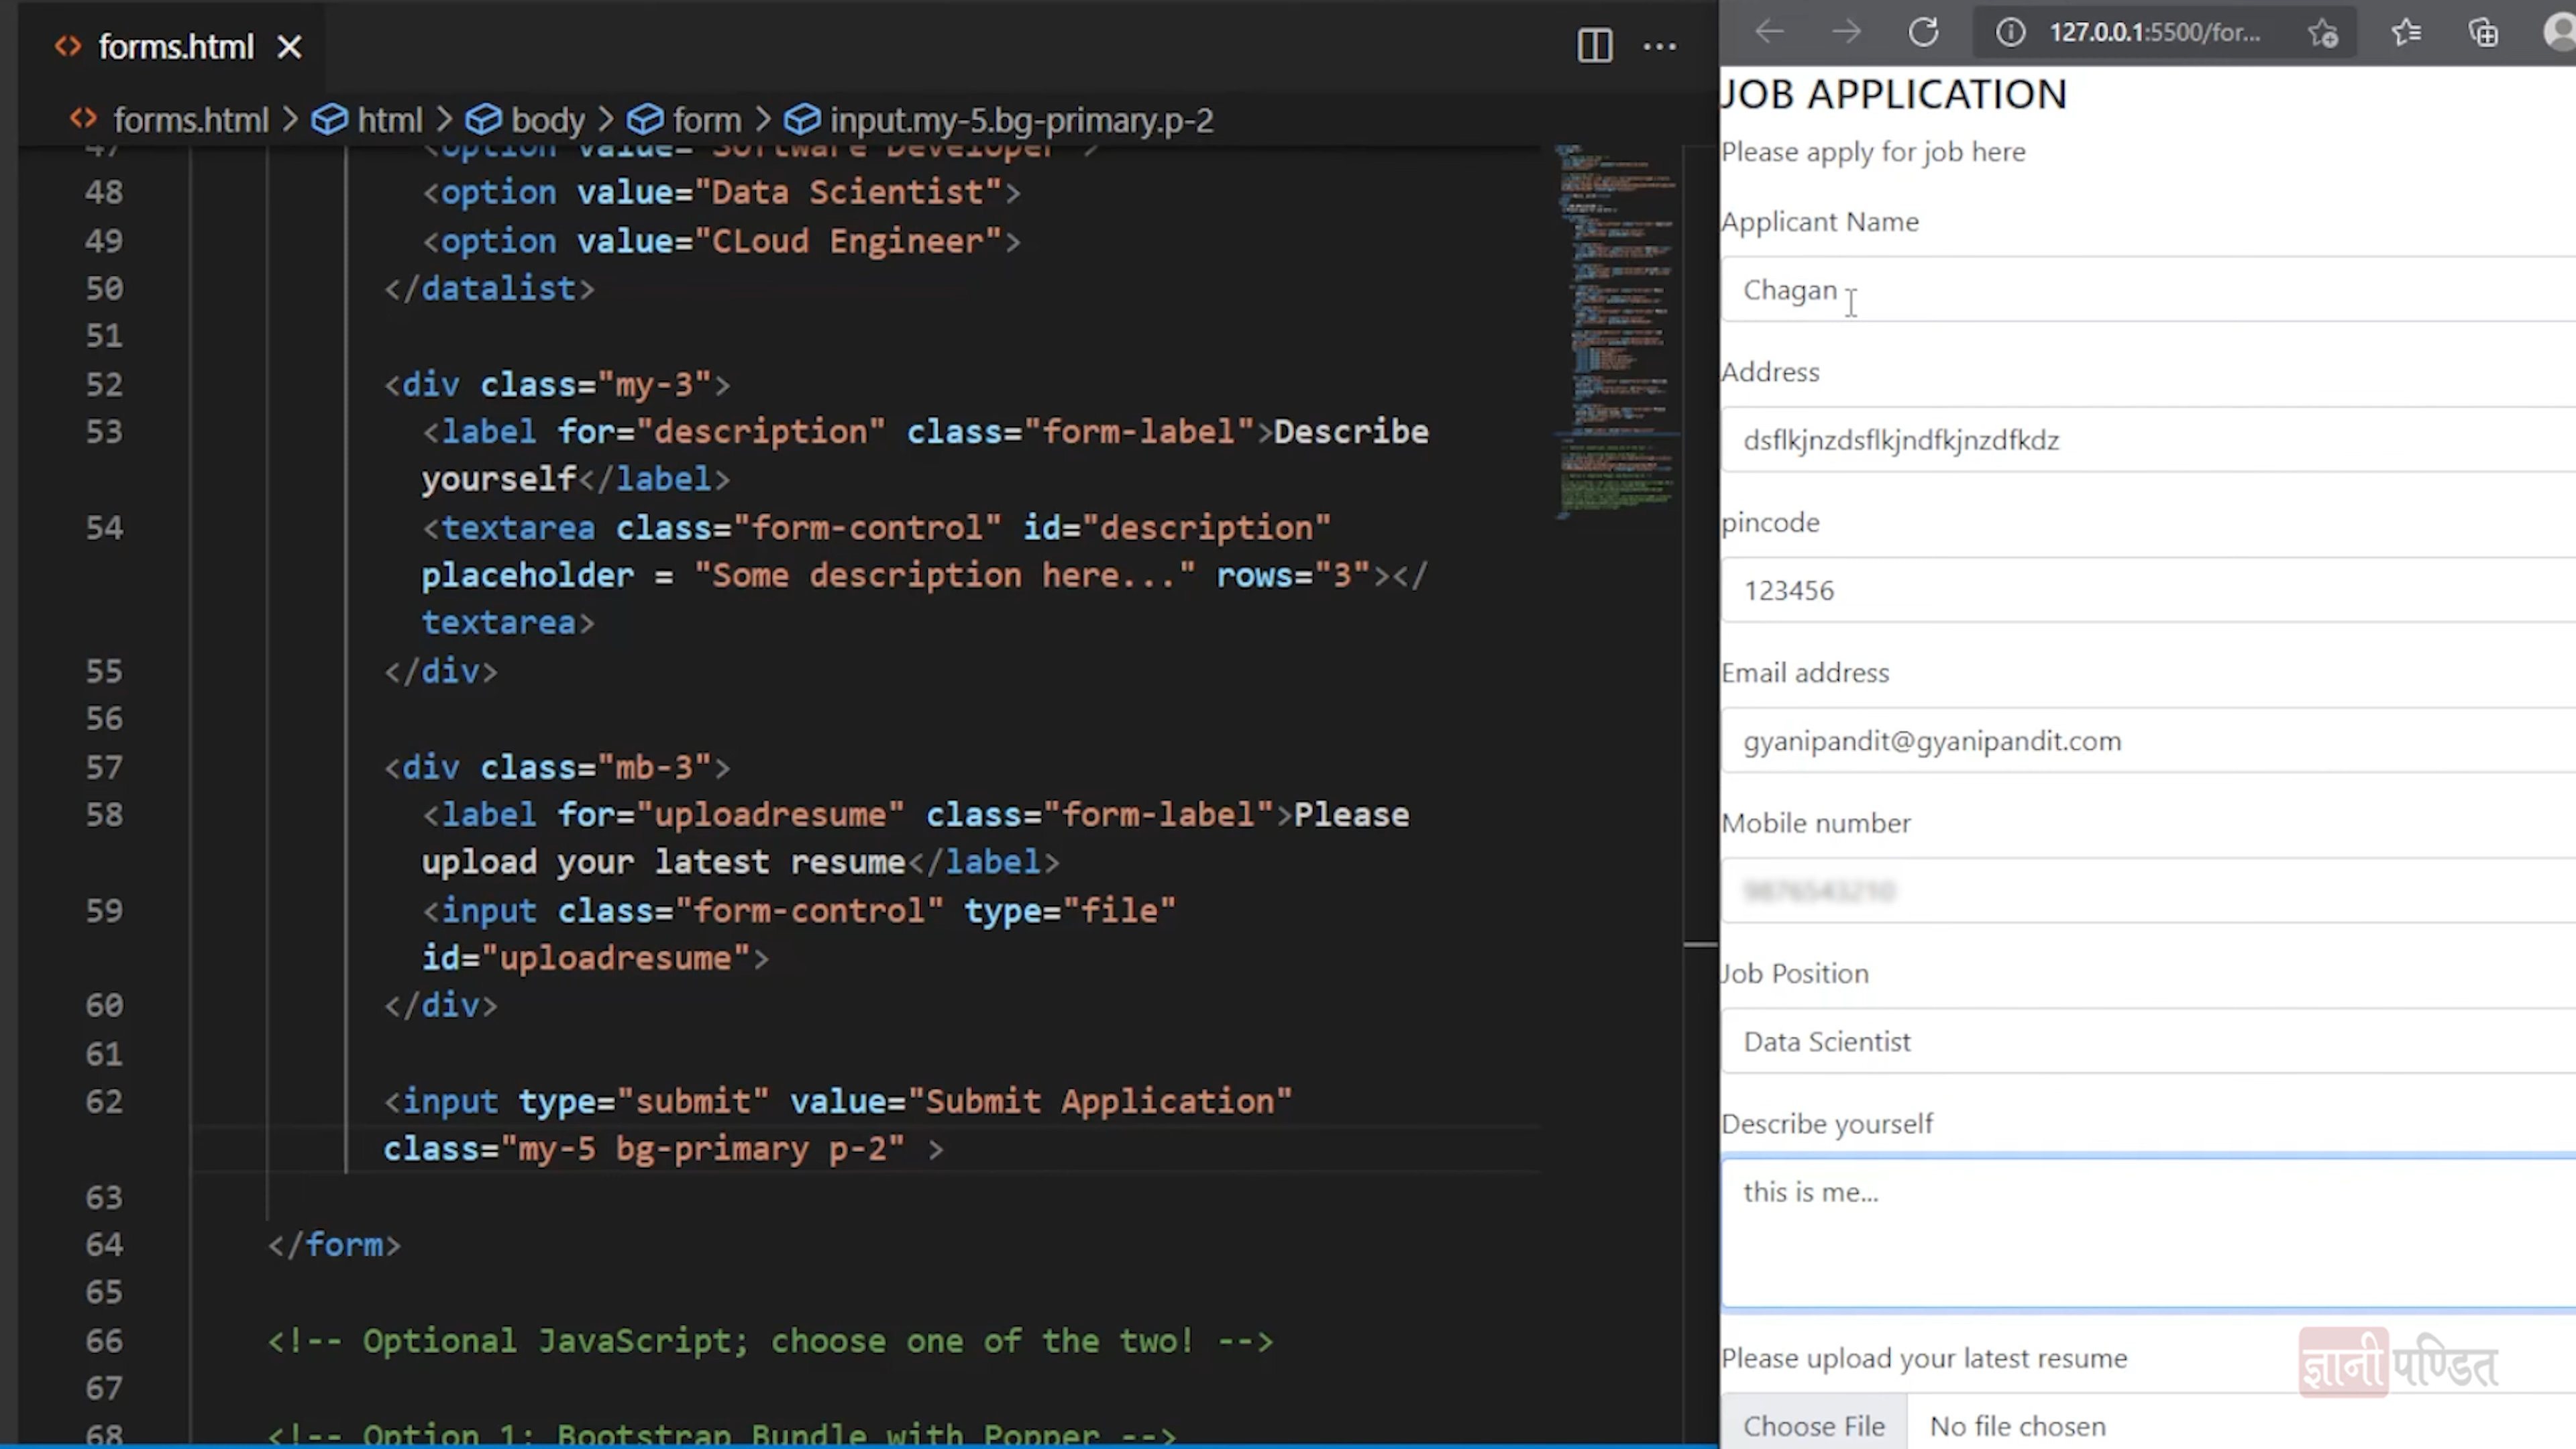 forms.html
forms.html > html > body > form > input.my-5.bg-primary.p-2
47 <option value="Software Developer">
48 <option value="Data Scientist">
49 <option value="CLoud Engineer">
50 </datalist>
51
52 <div class="my-3">
53 <label for="description" class="form-label">Describe
yourself</label>
54 <textarea class="form-control" id="description"
placeholder = "Some description here..." rows="3"></
textarea>
55 </div>
56
57 <div class="mb-3">
58 <label for="uploadresume" class="form-label">Please
upload your latest resume</label>
59 <input class="form-control" type="file"
id="uploadresume">
60 </div>
61
62 <input type="submit" value="Submit Application"
class="my-5 bg-primary p-2" >
63
64 </form>
65
66 <!-- Optional JavaScript; choose one of the two! -->
67
68 <!-- Option 1: Bootstrap Bundle with Popper -->
127.0.0.1:5500/for...
JOB APPLICATION
Please apply for job here
Applicant Name
Chagan
Address
dsflkjnzdsflkjndfkjnzdfkdz
pincode
123456
Email address
gyanipandit@gyanipandit.com
Mobile number
9876543210
Job Position
Data Scientist
Describe yourself
this is me...
Please upload your latest resume
Choose File No file chosen
ज्ञानी पण्डित